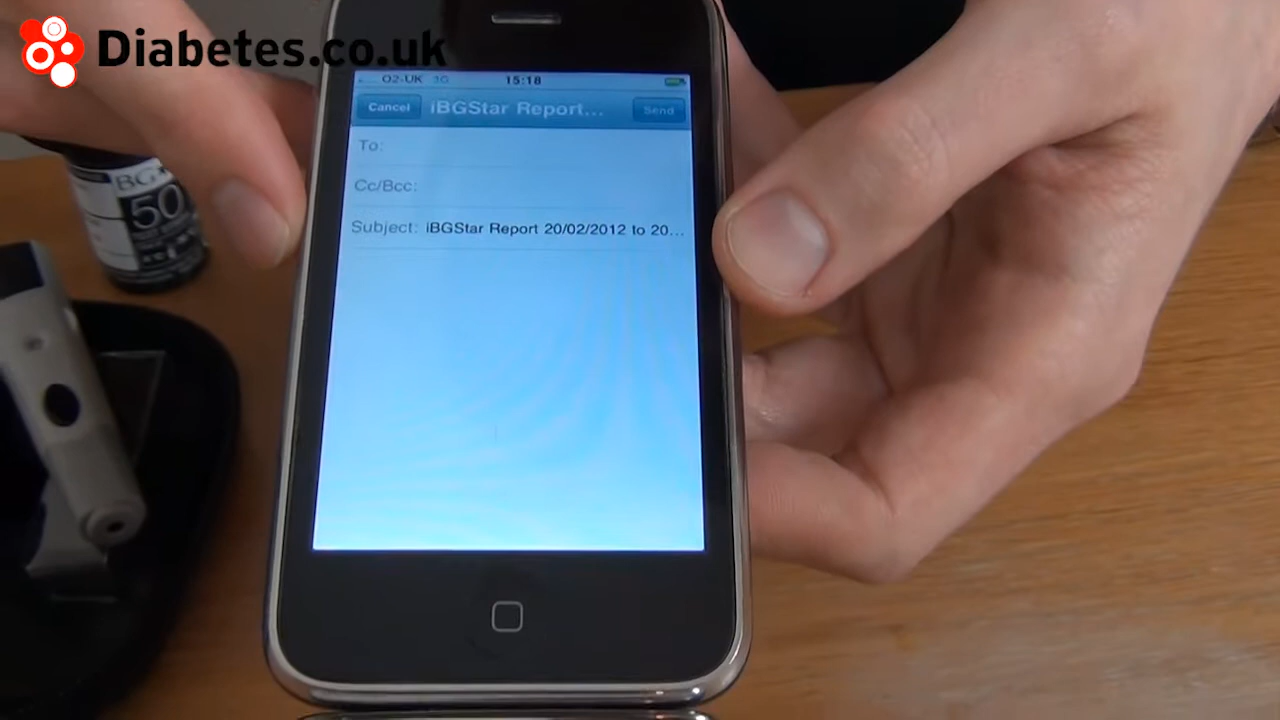 Diabetes.co.uk
O2-UK 3G 15:18
Cancel iBGStar Report... Send
To:
Cc/Bcc:
Subject: iBGStar Report 20/02/2012 to 20...
BG
50